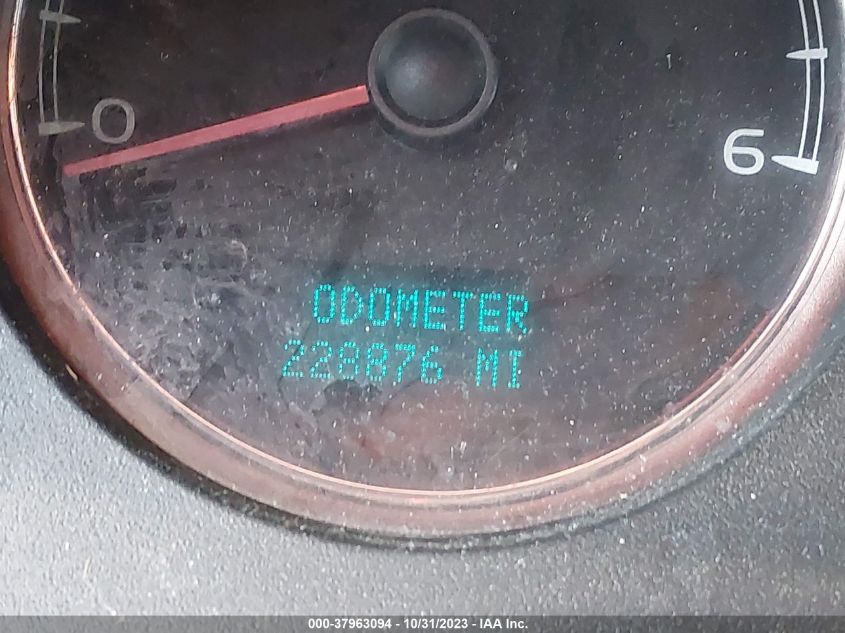 0
6
ODOMETER
228876 MI
000-37963094 - 10/31/2023 - IAA Inc.